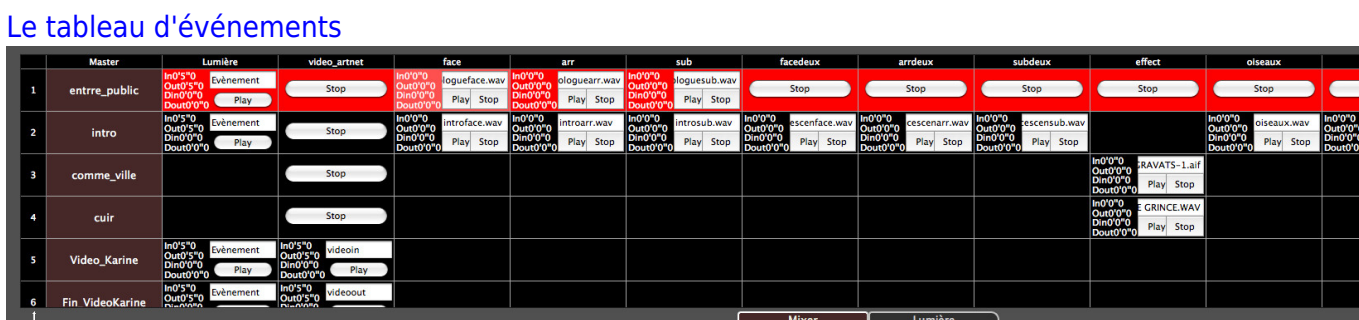 Le tableau d'événements
Master Lumière video_artnet face arr sub facedeux arrdeux subdeux effect oiseaux
1 entrre_public In0'5"0 Out0'5"0 Din0'0"0 Dout0'0"0 Evènement Play Stop In0'0"0 Out0'0"0 Din0'0"0 Dout0'0"0 logueface.wav Play Stop In0'0"0 Out0'0"0 Din0'0"0 Dout0'0"0 ologuearr.wav Play Stop In0'0"0 Out0'0"0 Din0'0"0 Dout0'0"0 loguesub.wav Play Stop Stop Stop Stop Stop Stop
2 intro In0'5"0 Out0'5"0 Din0'0"0 Dout0'0"0 Evènement Play Stop In0'0"0 Out0'0"0 Din0'0"0 Dout0'0"0 introface.wav Play Stop In0'0"0 Out0'0"0 Din0'0"0 Dout0'0"0 introarr.wav Play Stop In0'0"0 Out0'0"0 Din0'0"0 Dout0'0"0 introsub.wav Play Stop In0'0"0 Out0'0"0 Din0'0"0 Dout0'0"0 escenface.wav Play Stop In0'0"0 Out0'0"0 Din0'0"0 Dout0'0"0 cescenarr.wav Play Stop In0'0"0 Out0'0"0 Din0'0"0 Dout0'0"0 cescensub.wav Play Stop In0'0"0 Out0'0"0 Din0'0"0 Dout0'0"0 oiseaux.wav Play Stop In0'0"0 Out0'0" Din0'0" Dout0'0
3 comme_ville Stop In0'0"0 Out0'0"0 Din0'0"0 Dout0'0"0 RAVATS-1.aif Play Stop
4 cuir Stop In0'0"0 Out0'0"0 Din0'0"0 Dout0'0"0 E GRINCE.WAV Play Stop
5 Video_Karine In0'5"0 Out0'5"0 Din0'0"0 Dout0'0"0 Evènement Play In0'5"0 Out0'5"0 Din0'0"0 Dout0'0"0 videoin Play
6 Fin_VideoKarine In0'5"0 Out0'5"0 Evènement In0'5"0 Out0'5"0 videoout
Mixer Lumière